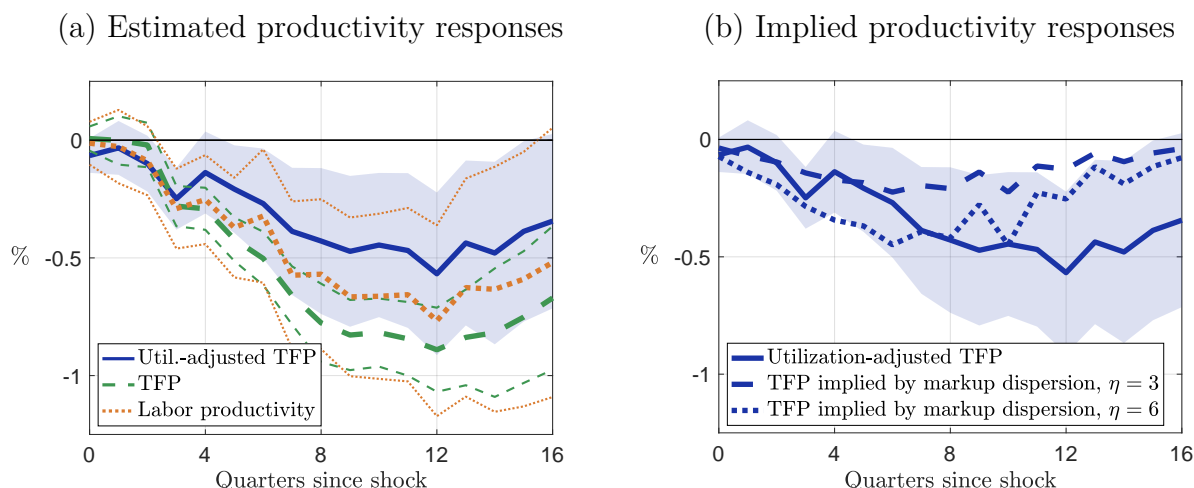 (a) Estimated productivity responses
0
-0.5
-1
%
Util.-adjusted TFP
TFP
Labor productivity
0 4 8 12 16
Quarters since shock
(b) Implied productivity responses
0
-0.5
-1
%
Utilization-adjusted TFP
TFP implied by markup dispersion, η = 3
TFP implied by markup dispersion, η = 6
0 4 8 12 16
Quarters since shock